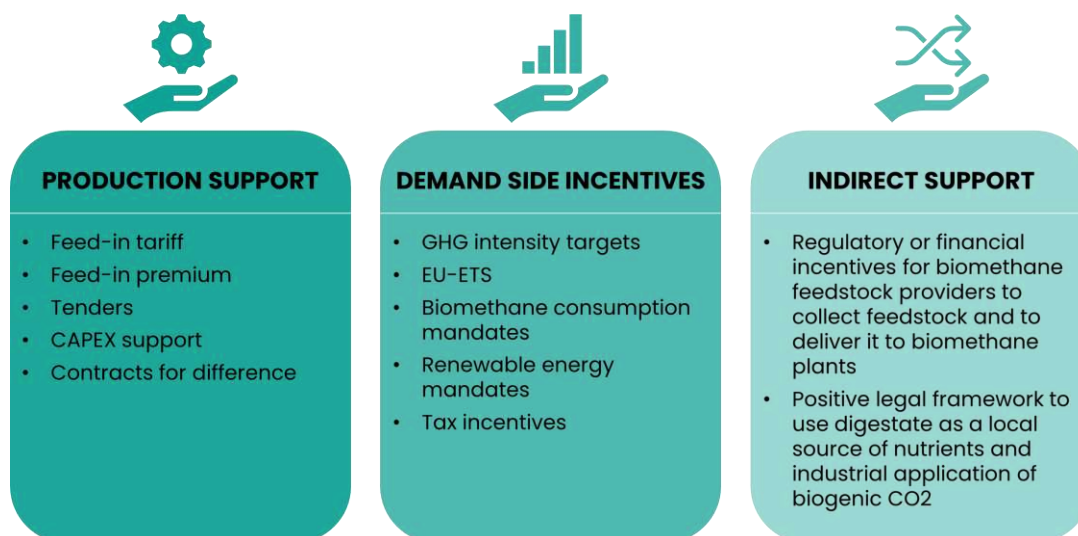 PRODUCTION SUPPORT
• Feed-in tariff
• Feed-in premium
• Tenders
• CAPEX support
• Contracts for difference
DEMAND SIDE INCENTIVES
• GHG intensity targets
• EU-ETS
• Biomethane consumption
mandates
• Renewable energy
mandates
• Tax incentives
INDIRECT SUPPORT
• Regulatory or financial
incentives for biomethane
feedstock providers to
collect feedstock and to
deliver it to biomethane
plants
• Positive legal framework to
use digestate as a local
source of nutrients and
industrial application of
biogenic CO2